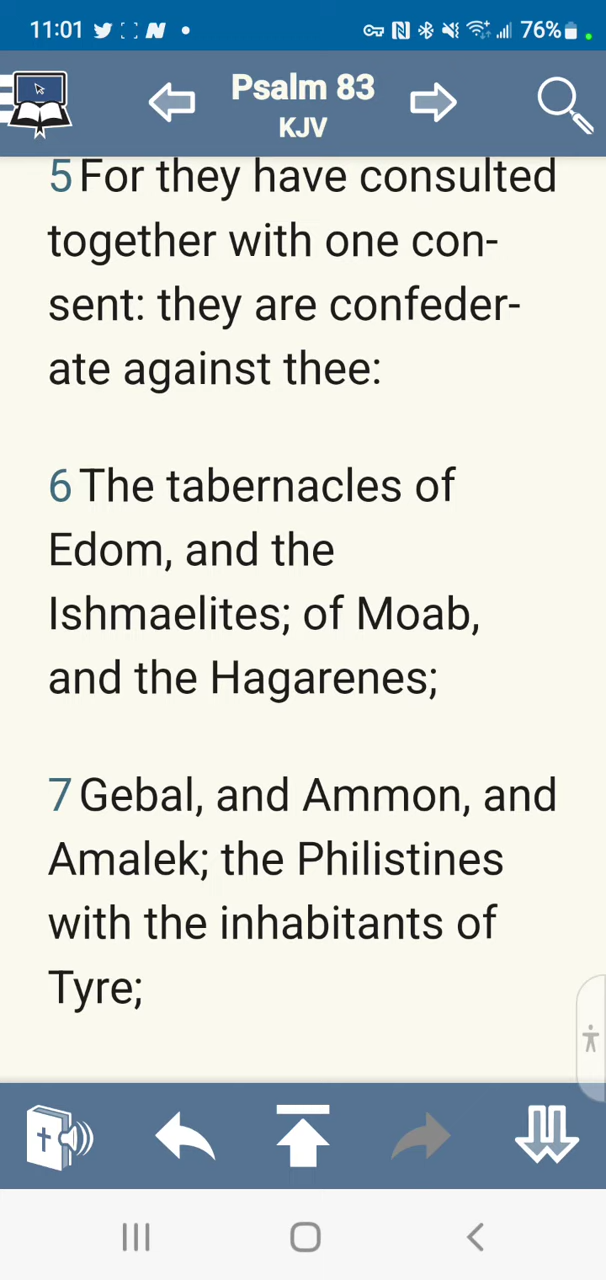 11:01
76%
Psalm 83
KJV
5 For they have consulted
together with one con-
sent: they are confeder-
ate against thee:
6 The tabernacles of
Edom, and the
Ishmaelites; of Moab,
and the Hagarenes;
7 Gebal, and Ammon, and
Amalek; the Philistines
with the inhabitants of
Tyre;